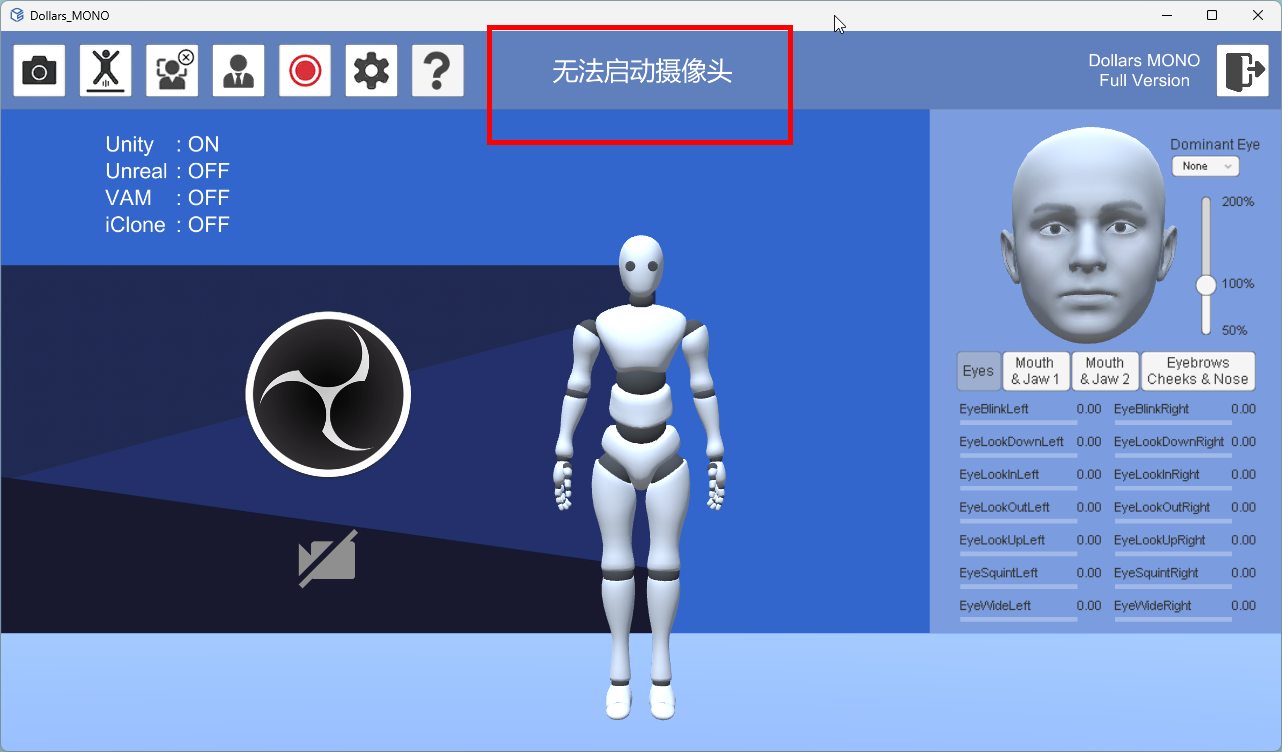 Dollars_MONO
无法启动摄像头
Dollars MONO
Full Version
Unity : ON
Unreal : OFF
VAM : OFF
iClone : OFF
Dominant Eye
None
200%
100%
50%
Eyes
Mouth
& Jaw 1
Mouth
& Jaw 2
Eyebrows
Cheeks & Nose
EyeBlinkLeft 0.00 EyeBlinkRight 0.00
EyeLookDownLeft 0.00 EyeLookDownRight 0.00
EyeLookInLeft 0.00 EyeLookInRight 0.00
EyeLookOutLeft 0.00 EyeLookOutRight 0.00
EyeLookUpLeft 0.00 EyeLookUpRight 0.00
EyeSquintLeft 0.00 EyeSquintRight 0.00
EyeWideLeft 0.00 EyeWideRight 0.00